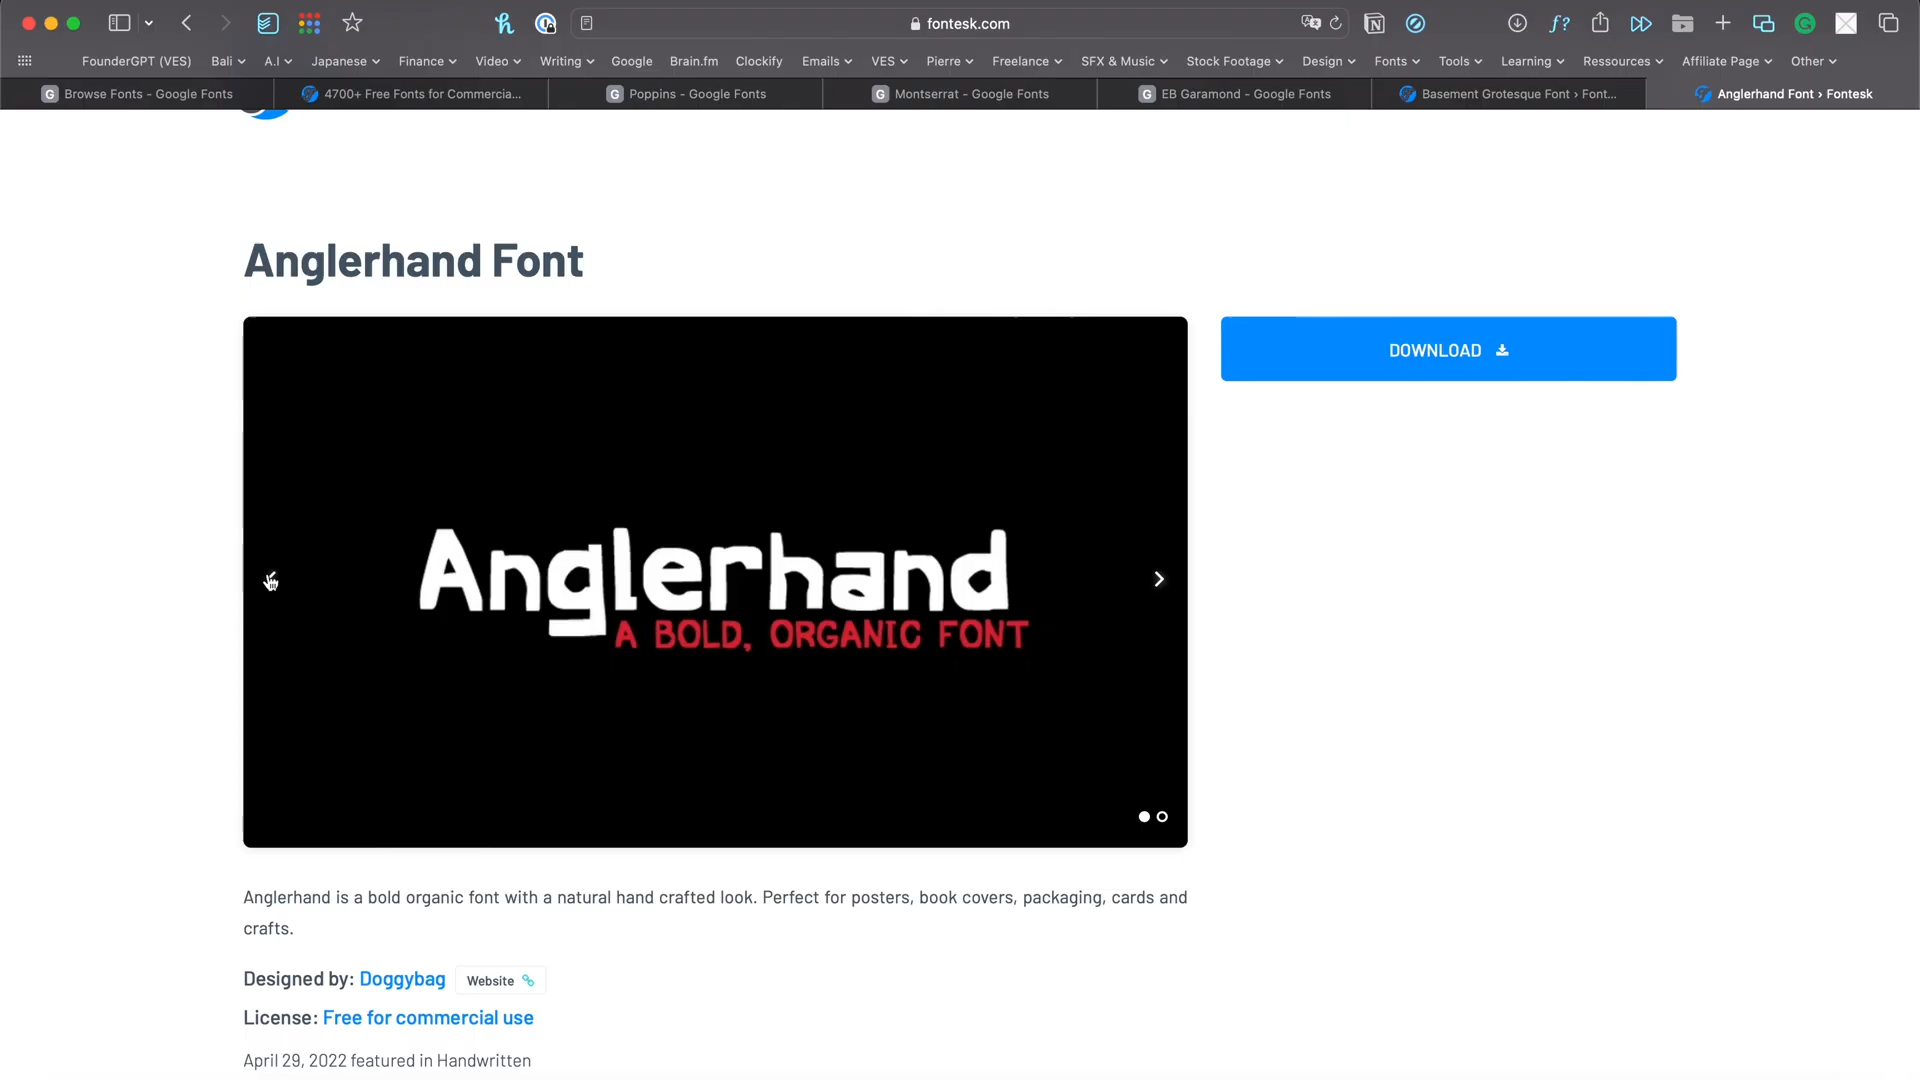 fontesk.com
FounderGPT (VES) Bali A.I Japanese Finance Video Writing Google Brain.fm Clockify Emails VES Pierre Freelance SFX & Music Stock Footage Design Fonts Tools Learning Ressources Affiliate Page Other
Browse Fonts - Google Fonts 4700+ Free Fonts for Commercia... Poppins - Google Fonts Montserrat - Google Fonts EB Garamond - Google Fonts Basement Grotesque Font › Font... Anglerhand Font › Fontesk
Anglerhand Font
DOWNLOAD
Anglerhand
A BOLD, ORGANIC FONT
Anglerhand is a bold organic font with a natural hand crafted look. Perfect for posters, book covers, packaging, cards and
crafts.
Designed by: Doggybag Website
License: Free for commercial use
April 29, 2022 featured in Handwritten